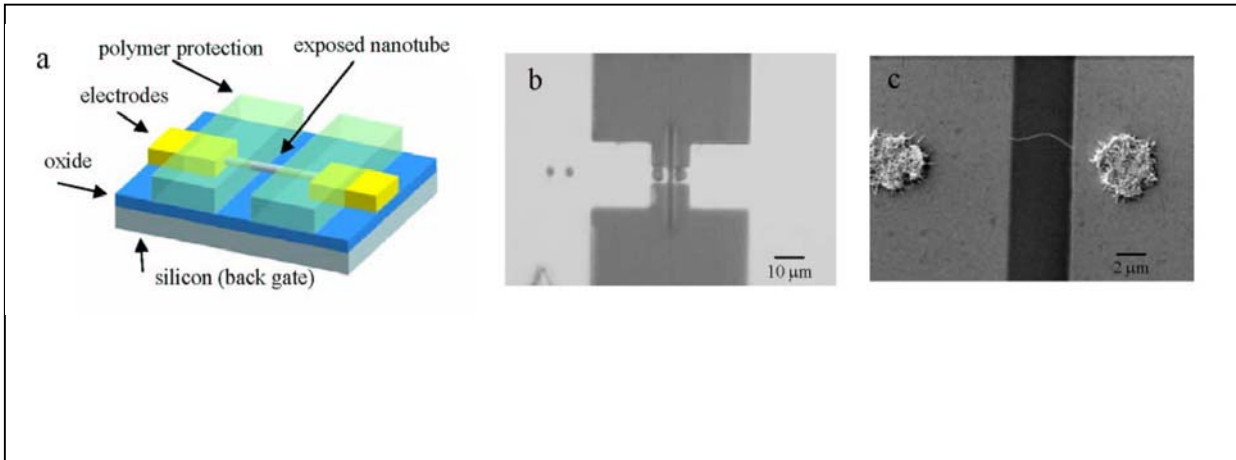 a
polymer protection
exposed nanotube
electrodes
oxide
silicon (back gate)
b
10 μm
c
2 μm